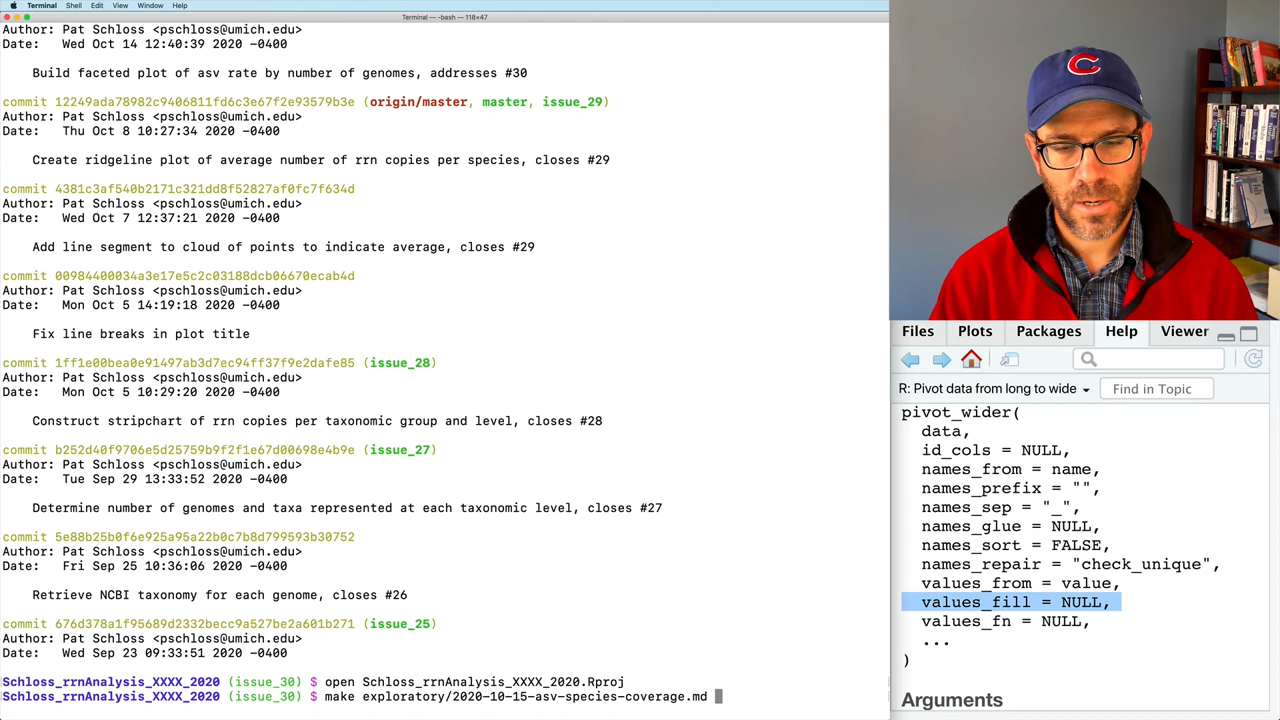 Terminal Shell Edit View Window Help
Terminal — -bash — 118×47
Author: Pat Schloss <pschloss@umich.edu>
Date:   Wed Oct 14 12:40:39 2020 -0400
Build faceted plot of asv rate by number of genomes, addresses #30
commit 12249ada78982c9406811fd6c3e67f2e93579b3e (origin/master, master, issue_29)
Author: Pat Schloss <pschloss@umich.edu>
Date:   Thu Oct 8 10:27:34 2020 -0400
Create ridgeline plot of average number of rrn copies per species, closes #29
commit 4381c3af540b2171c321dd8f52827af0fc7f634d
Author: Pat Schloss <pschloss@umich.edu>
Date:   Wed Oct 7 12:37:21 2020 -0400
Add line segment to cloud of points to indicate average, closes #29
commit 00984400034a3e17e5c2c03188dcb06670ecab4d
Author: Pat Schloss <pschloss@umich.edu>
Date:   Mon Oct 5 14:19:18 2020 -0400
Fix line breaks in plot title
commit 1ff1e00bea0e91497ab3d7ec94ff37f9e2dafe85 (issue_28)
Author: Pat Schloss <pschloss@umich.edu>
Date:   Mon Oct 5 10:29:20 2020 -0400
Construct stripchart of rrn copies per taxonomic group and level, closes #28
commit b252d40f9706e5d25759b9f2f1e67d00698e4b9e (issue_27)
Author: Pat Schloss <pschloss@umich.edu>
Date:   Tue Sep 29 13:33:52 2020 -0400
Determine number of genomes and taxa represented at each taxonomic level, closes #27
commit 5e88b25b0f6e925a95a22b0c7b8d799593b30752
Author: Pat Schloss <pschloss@umich.edu>
Date:   Fri Sep 25 10:36:06 2020 -0400
Retrieve NCBI taxonomy for each genome, closes #26
commit 676d378a1f95689d2332becc9a527be2a601b271 (issue_25)
Author: Pat Schloss <pschloss@umich.edu>
Date:   Wed Sep 23 09:33:51 2020 -0400
Schloss_rrnAnalysis_XXXX_2020 (issue_30) $ open Schloss_rrnAnalysis_XXXX_2020.Rproj
Schloss_rrnAnalysis_XXXX_2020 (issue_30) $ make exploratory/2020-10-15-asv-species-coverage.md
C
Files Plots Packages Help Viewer
R: Pivot data from long to wide Find in Topic
pivot_wider(
data,
id_cols = NULL,
names_from = name,
names_prefix = "",
names_sep = "_",
names_glue = NULL,
names_sort = FALSE,
names_repair = "check_unique",
values_from = value,
values_fill = NULL,
values_fn = NULL,
...
)
Arguments